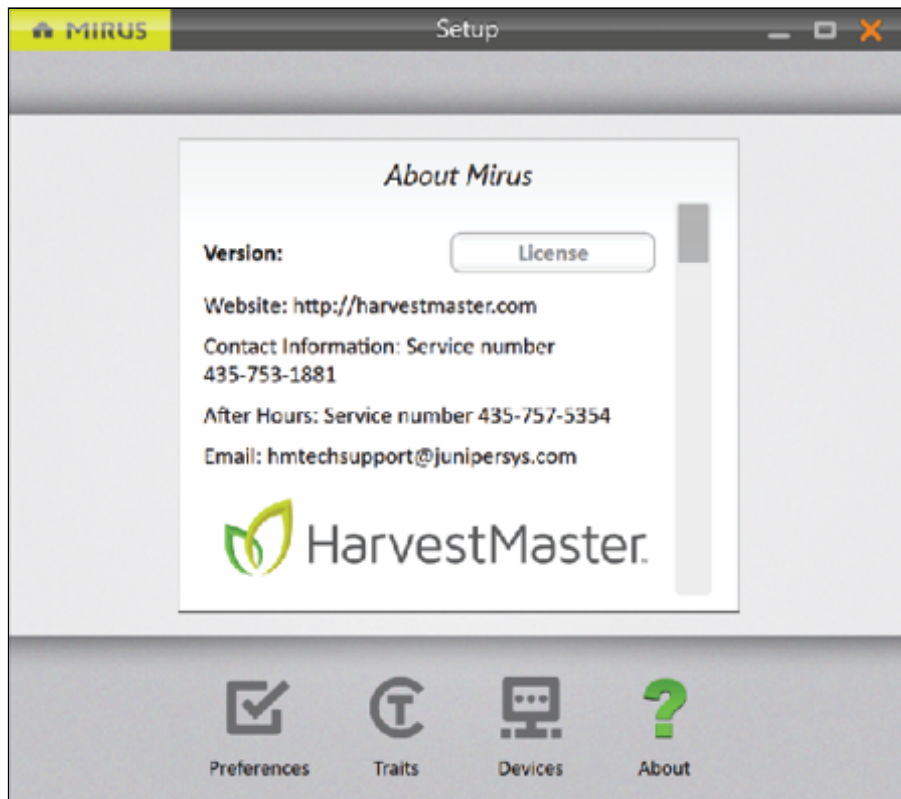 MIRUS
Setup
About Mirus
Version:
License
Website: http://harvestmaster.com
Contact Information: Service number
435-753-1881
After Hours: Service number 435-757-5354
Email: hmtechsupport@junipersys.com
HarvestMaster™
Preferences
Traits
Devices
About